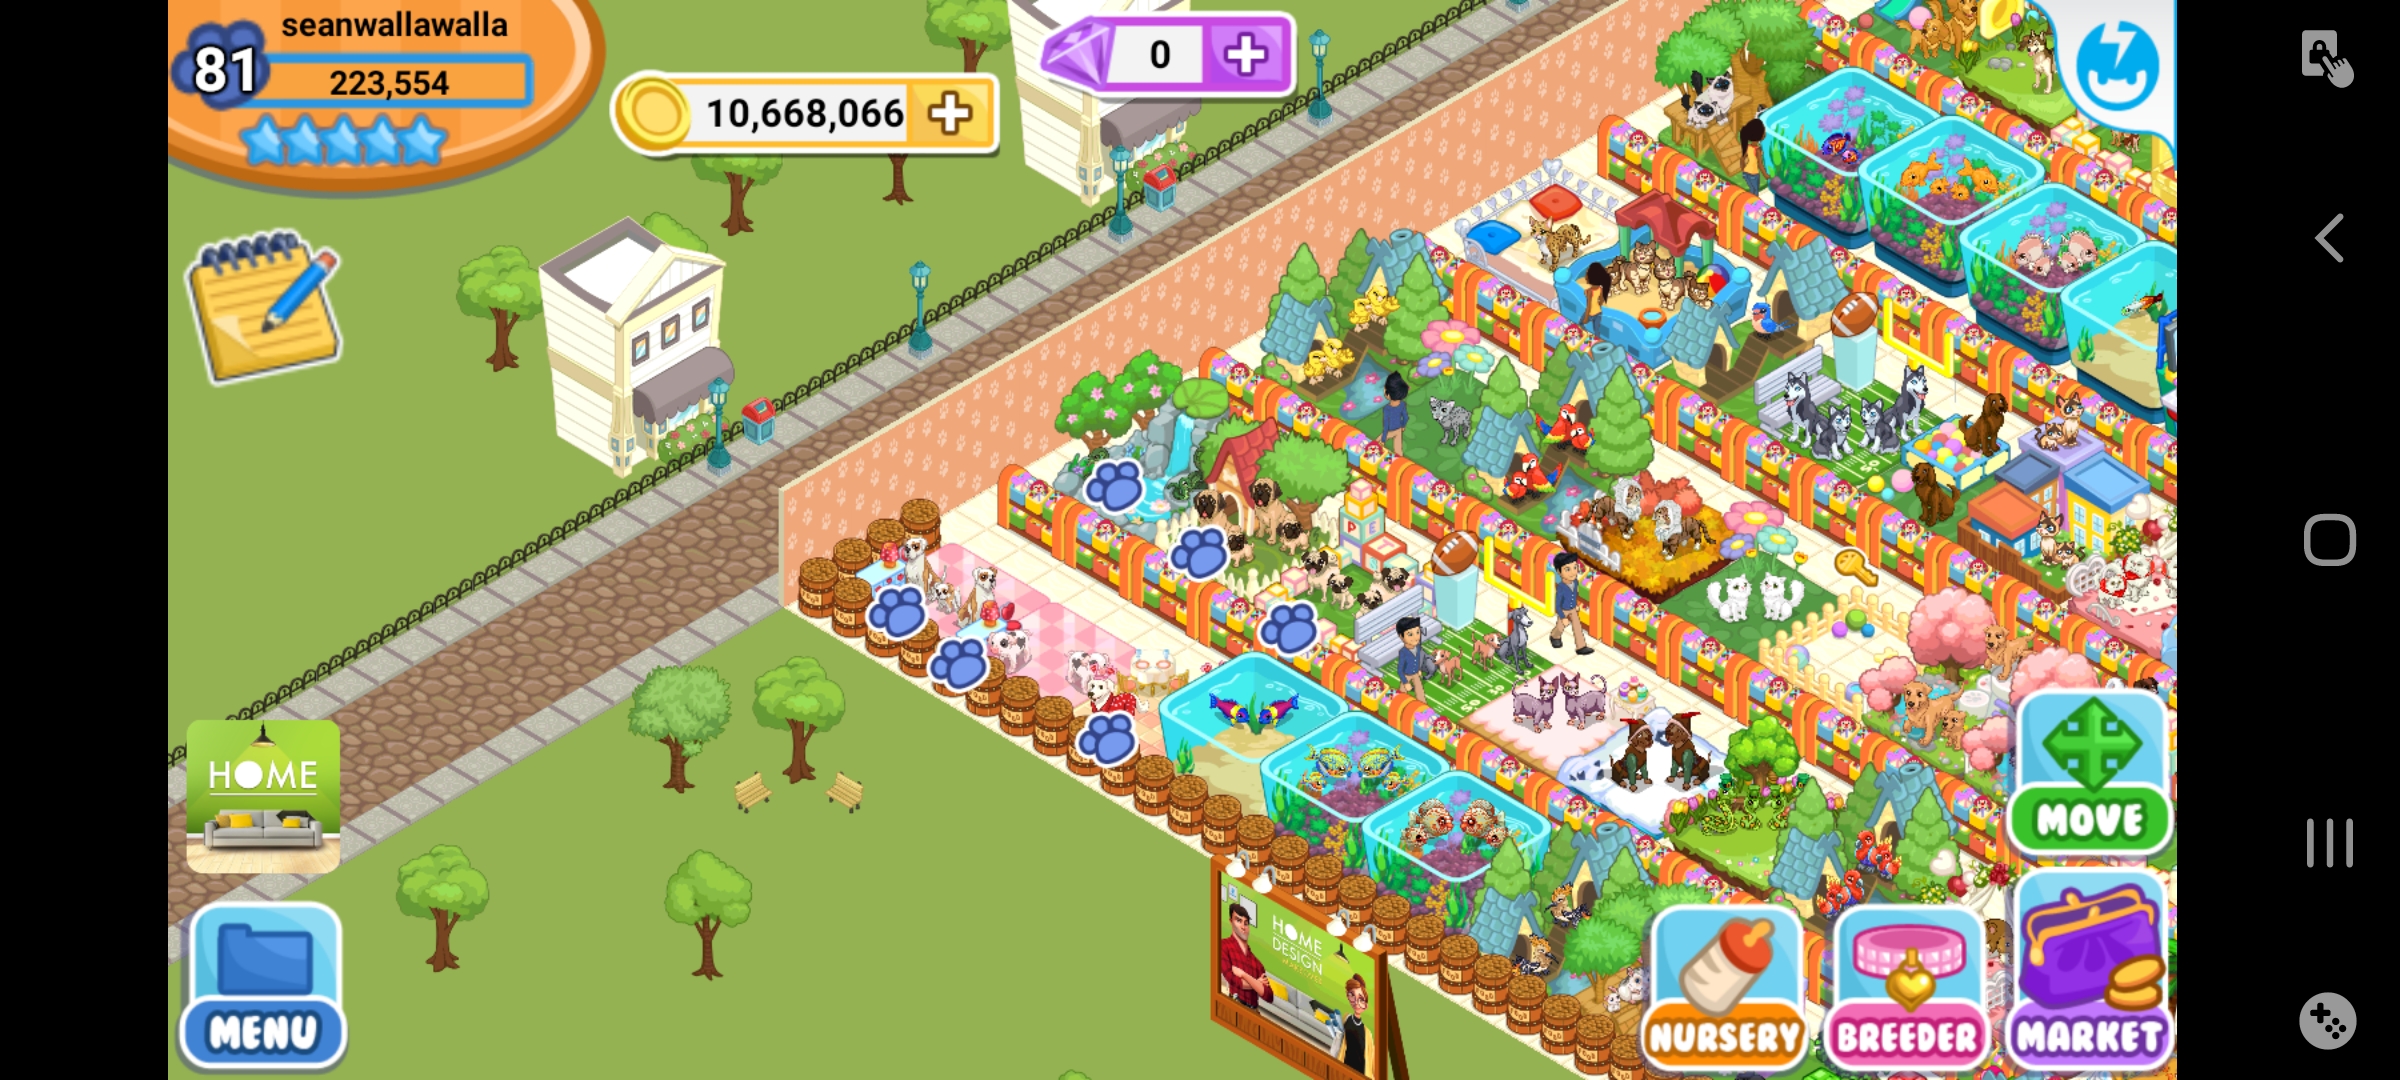 seanwallawalla
81
223,554
10,668,066
0
HOME
MENU
HOME
DESIGN
MOVE
NURSERY
BREEDER
MARKET